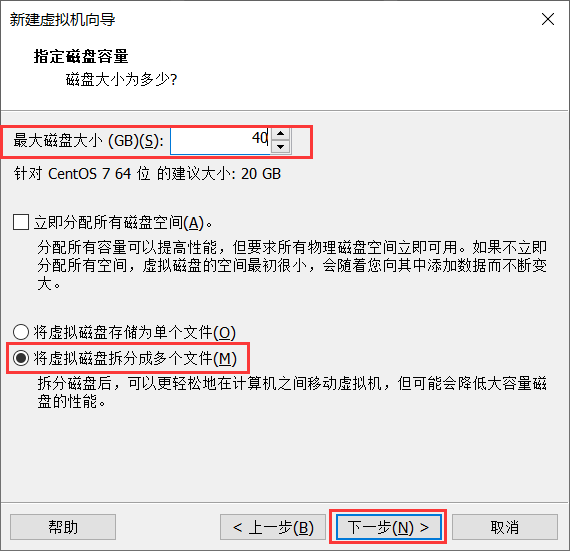 新建虚拟机向导
指定磁盘容量
磁盘大小为多少?
最大磁盘大小 (GB)(S): 40
针对 CentOS 7 64 位 的建议大小: 20 GB
立即分配所有磁盘空间(A)。
分配所有容量可以提高性能，但要求所有物理磁盘空间立即可用。如果不立即
分配所有空间，虚拟磁盘的空间最初很小，会随着您向其中添加数据而不断变
大。
将虚拟磁盘存储为单个文件(O)
将虚拟磁盘拆分成多个文件(M)
拆分磁盘后，可以更轻松地在计算机之间移动虚拟机，但可能会降低大容量磁
盘的性能。
帮助 < 上一步(B) 下一步(N) > 取消